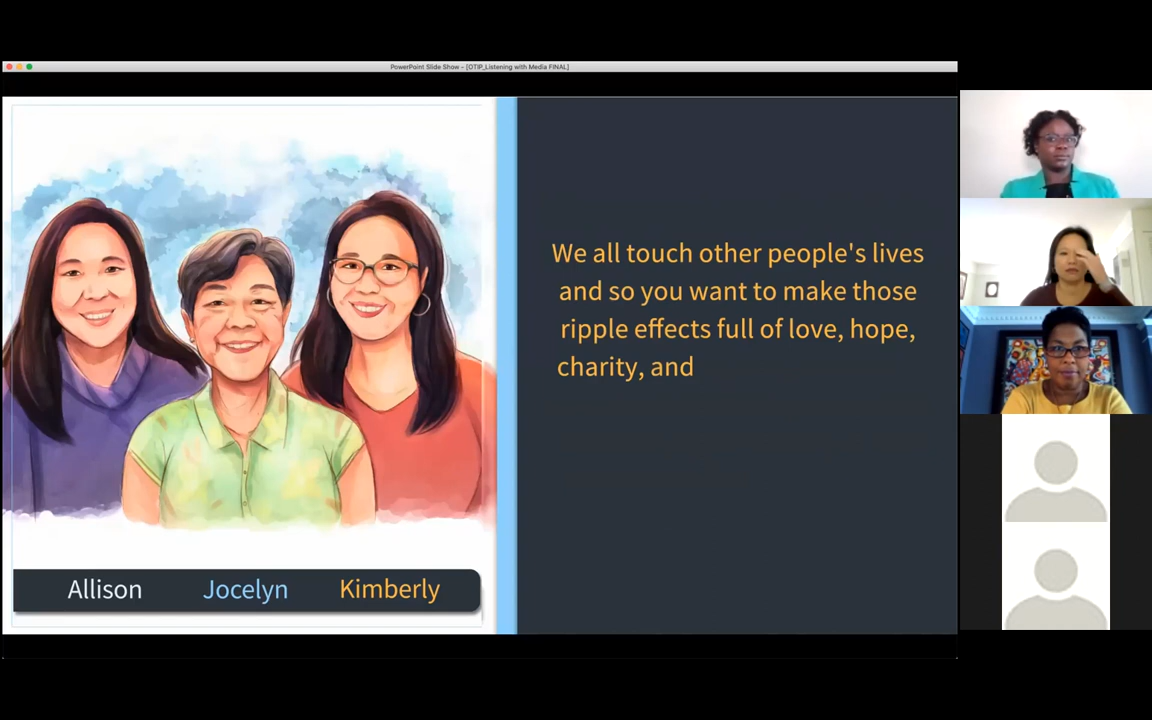 PowerPoint Slide Show - [OTIP_Listening with Media FINAL]
We all touch other people's lives
and so you want to make those
ripple effects full of love, hope,
charity, and
Allison Jocelyn Kimberly